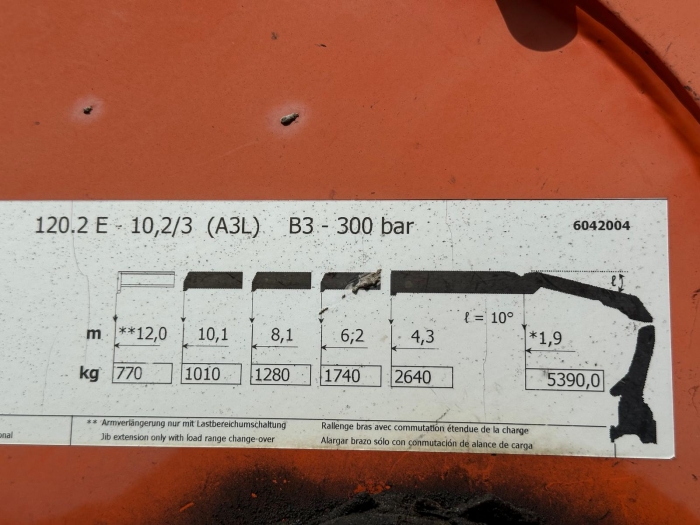 120.2 E - 10,2/3 (A3L) B3 - 300 bar 6042004
ℓ
ℓ = 10°
m **12,0 10,1 8,1 6;2 4,3 *1,9
kg 770 1010 1280 1740 2640 5390,0
** Armverlängerung nur mit Lastbereichumschaltung Rallenge bras avec commutation étendue de la charge
onal Jib extension only with load range change-over Alargar brazo sólo con conmutación de alance de carga